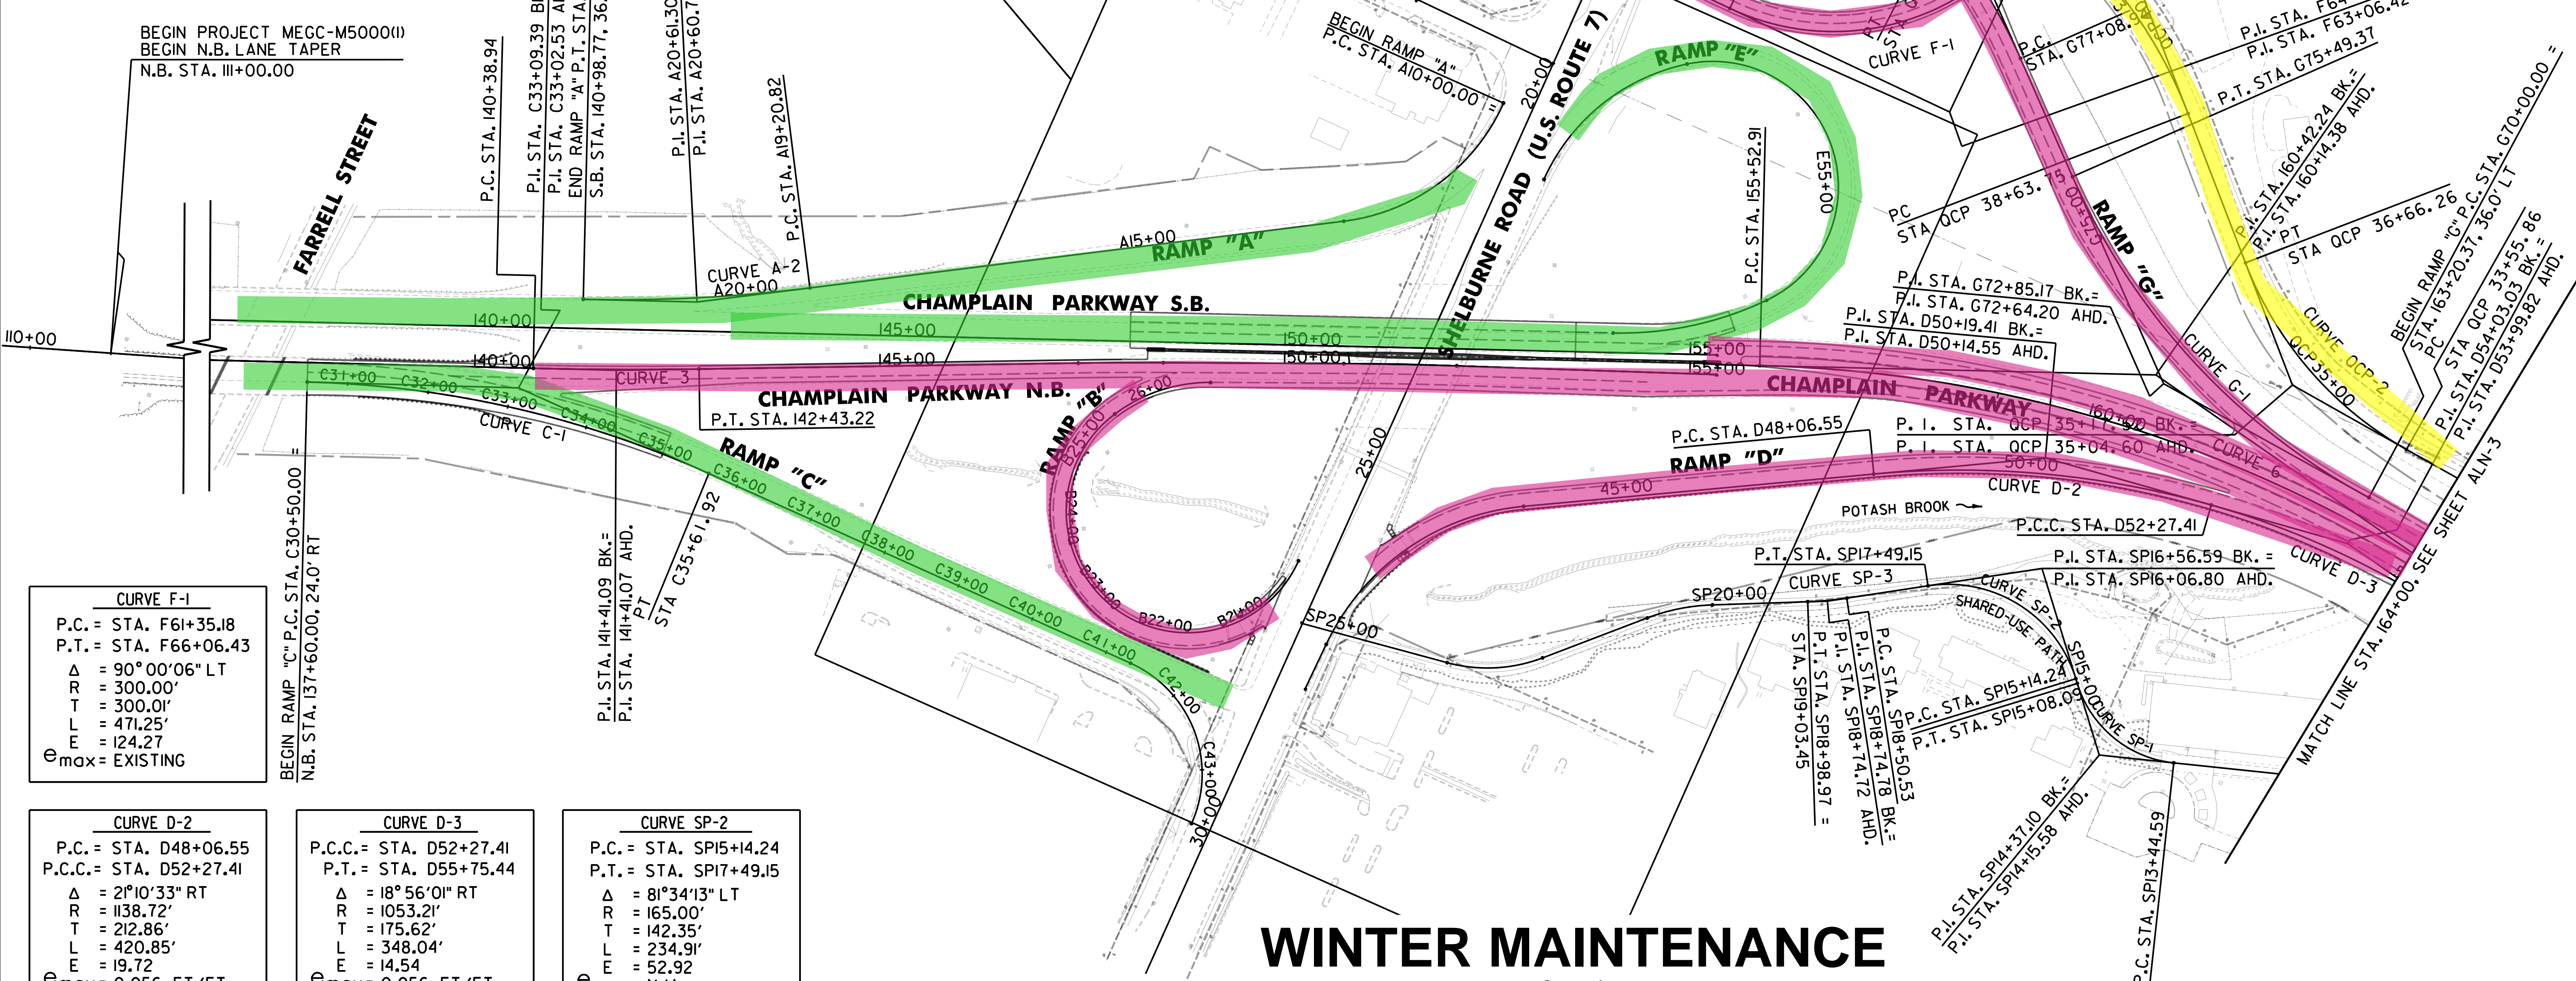 BEGIN PROJECT MEGC-M5000(1)
BEGIN N.B. LANE TAPER
N.B. STA. 111+00.00
110+00
FARRELL STREET
P.C. STA. 140+38.94
P.I. STA. C33+09.39
P.I. STA. C33+02.53
END RAMP "A" P.T. STA.
S.B. STA. 140+98.77, 36.
P.I. STA. A20+61.30
P.I. STA. A20+60.7
P.C. STA. A19+20.82
BEGIN RAMP "A"
P.C. STA. A10+00.00 =
20+00
SHELBURNE ROAD (U.S. ROUTE 7)
RAMP "E"
E55+00
CURVE F-1
P.C.
STA. G77+08.
P.I. STA. F64
P.I. STA. F63+06.42
P.T. STA. G75+49.37
P.I. STA. 160+42.24 BK.=
P.I. STA. 160+14.38 AHD.
PC
STA QCP 38+63.
PT
STA QCP 36+66.26
BEGIN RAMP "G" P.C. STA. G70+00.00 =
PC STA. 163+20.37, 36.0' LT
STA QCP 33+55.86
P.I. STA. D54+03.03 BK.=
P.I. STA. D53+99.82 AHD.
P.C. STA. 155+52.91
RAMP "G"
G75+00
A15+00
RAMP "A"
CURVE A-2
A20+00
CHAMPLAIN PARKWAY S.B.
140+00
145+00
150+00
155+00
140+00
145+00
150+00
155+00
P.I. STA. G72+85.17 BK.=
P.I. STA. G72+64.20 AHD.
P.I. STA. D50+19.41 BK.=
P.I. STA. D50+14.55 AHD.
CURVE G-1
CURVE QCP-2
QCP35+00
C31+00
C32+00
C33+00
C34+00
C35+00
C36+00
C37+00
C38+00
C39+00
C40+00
C41+00
C42+00
C43+00
CURVE C-1
CURVE 3
CHAMPLAIN PARKWAY N.B.
P.T. STA. 142+43.22
RAMP "B"
26+00
B25+00
B24+00
B23+00
B22+00
B21+00
CHAMPLAIN PARKWAY
160+00
P.I. STA. QCP 35+17.52 BK.=
P.I. STA. QCP 35+04.60 AHD.
CURVE 6
RAMP "C"
25+00
P.C. STA. D48+06.55
RAMP "D"
45+00
50+00
CURVE D-2
POTASH BROOK
P.C.C. STA. D52+27.41
CURVE D-3
MATCH LINE STA. 164+00, SEE SHEET ALN-3
BEGIN RAMP "C" P.C. STA. C30+50.00 =
N.B. STA. 137+60.00, 24.0' RT
P.I. STA. 141+41.09 BK.=
P.I. STA. 141+41.07 AHD.
PT
STA C35+61.92
SP25+00
SP20+00
P.T. STA. SP17+49.15
CURVE SP-3
P.I. STA. SP16+56.59 BK.=
P.I. STA. SP16+06.80 AHD.
CURVE SP-2
SHARED-USE PATH
SP15+00
CURVE SP-1
P.C. STA. SP15+14.24
P.T. STA. SP15+08.09
P.T. STA. SP18+98.97 =
STA. SP19+03.45
P.I. STA. SP18+74.72 AHD.
P.I. STA. SP18+74.78 BK.=
P.C. STA. SP18+50.53
P.I. STA. SP14+37.10 BK.=
P.I. STA. SP14+15.58 AHD.
P.C. STA. SP13+44.59
30+00
CURVE F-1
P.C. = STA. F61+35.18
P.T. = STA. F66+06.43
Δ = 90°00'06" LT
R = 300.00'
T = 300.01'
L = 471.25'
E = 124.27
emax = EXISTING
CURVE D-2
P.C. = STA. D48+06.55
P.C.C. = STA. D52+27.41
Δ = 21°10'33" RT
R = 1138.72'
T = 212.86'
L = 420.85'
E = 19.72
CURVE D-3
P.C.C. = STA. D52+27.41
P.T. = STA. D55+75.44
Δ = 18°56'01" RT
R = 1053.21'
T = 175.62'
L = 348.04'
E = 14.54
CURVE SP-2
P.C. = STA. SP15+14.24
P.T. = STA. SP17+49.15
Δ = 81°34'13" LT
R = 165.00'
T = 142.35'
L = 234.91'
E = 52.92
WINTER MAINTENANCE